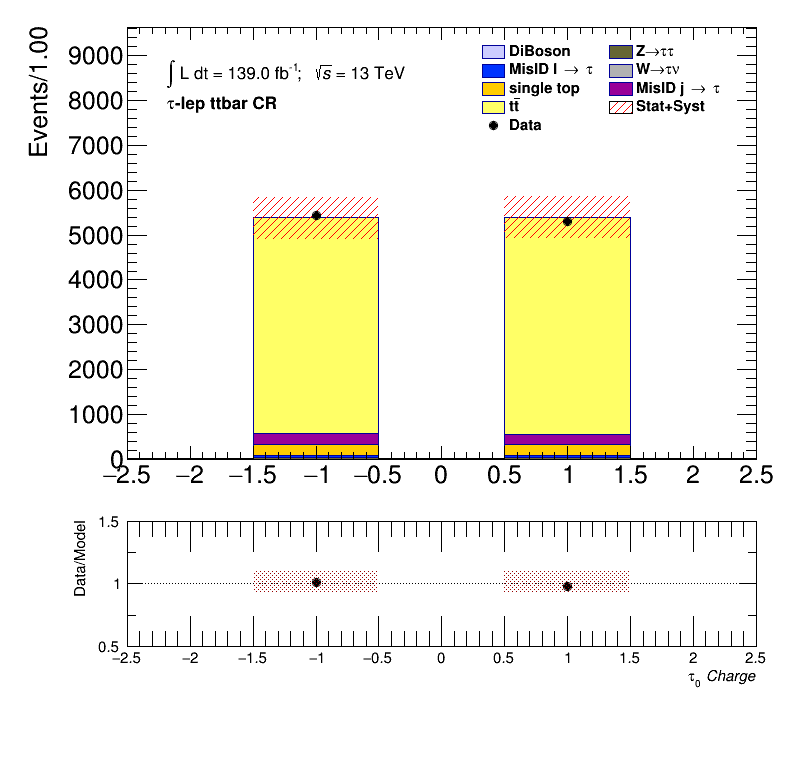 Events/1.00
9000
8000
7000
6000
5000
4000
3000
2000
1000
0
∫ L dt = 139.0 fb⁻¹; √s = 13 TeV
τ-lep ttbar CR
DiBoson
MisID l → τ
single top
tt̄
Data
Z→ττ
W→τν
MisID j → τ
Stat+Syst
−2.5 −2 −1.5 −1 −0.5 0 0.5 1 1.5 2 2.5
Data/Model
1.5
1
0.5
−2.5 −2 −1.5 −1 −0.5 0 0.5 1 1.5 2 2.5
τ₀ Charge